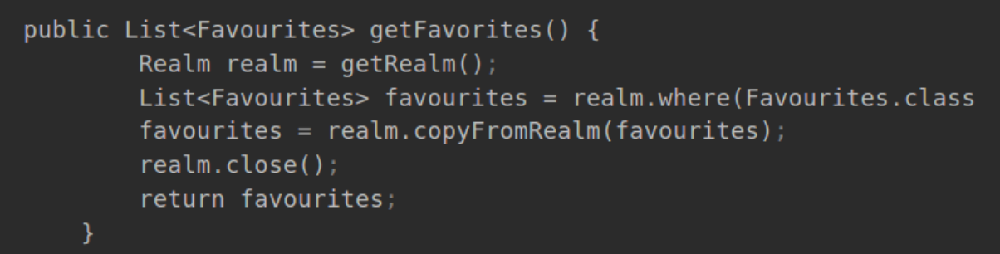 public List<Favourites> getFavorites() {
Realm realm = getRealm();
List<Favourites> favourites = realm.where(Favourites.class
favourites = realm.copyFromRealm(favourites);
realm.close();
return favourites;
}